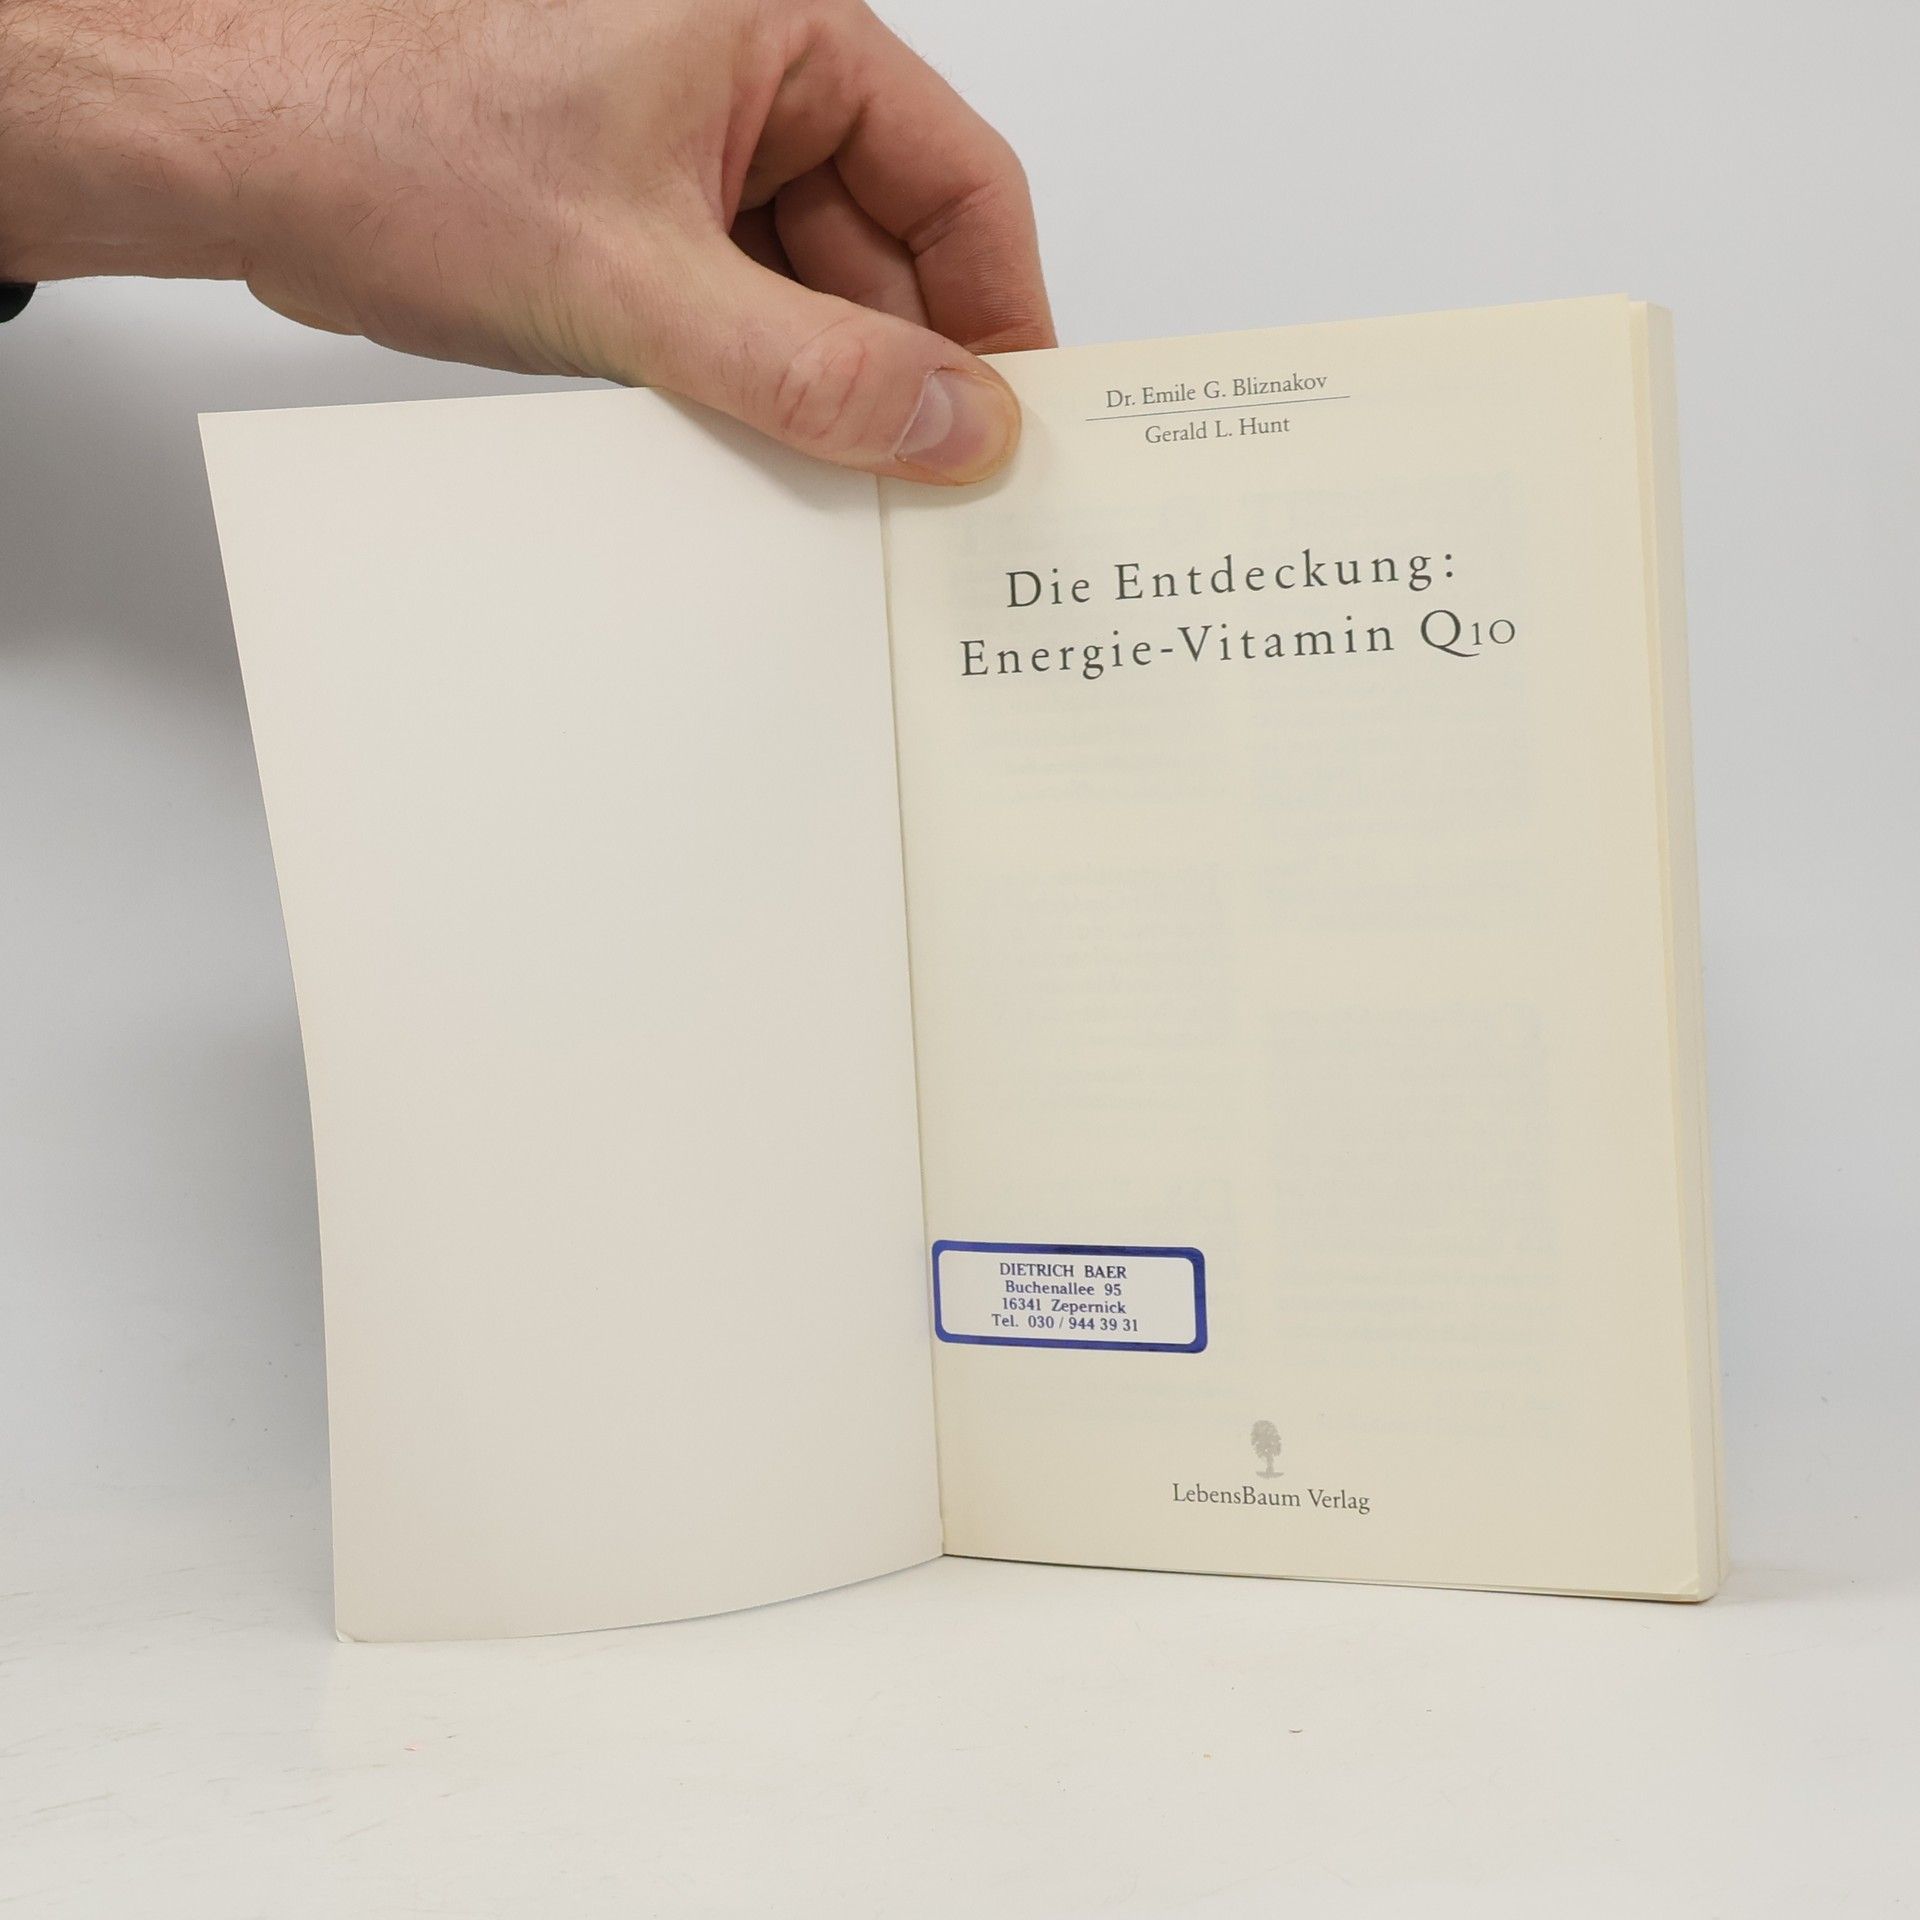 Dr. Emile G. Bliznakov
Gerald L. Hunt
Die Entdeckung:
Energie-Vitamin Q10
DIETRICH BAER
Buchenallee 95
16341 Zepernick
Tel. 030 / 944 39 31
LebensBaum Verlag